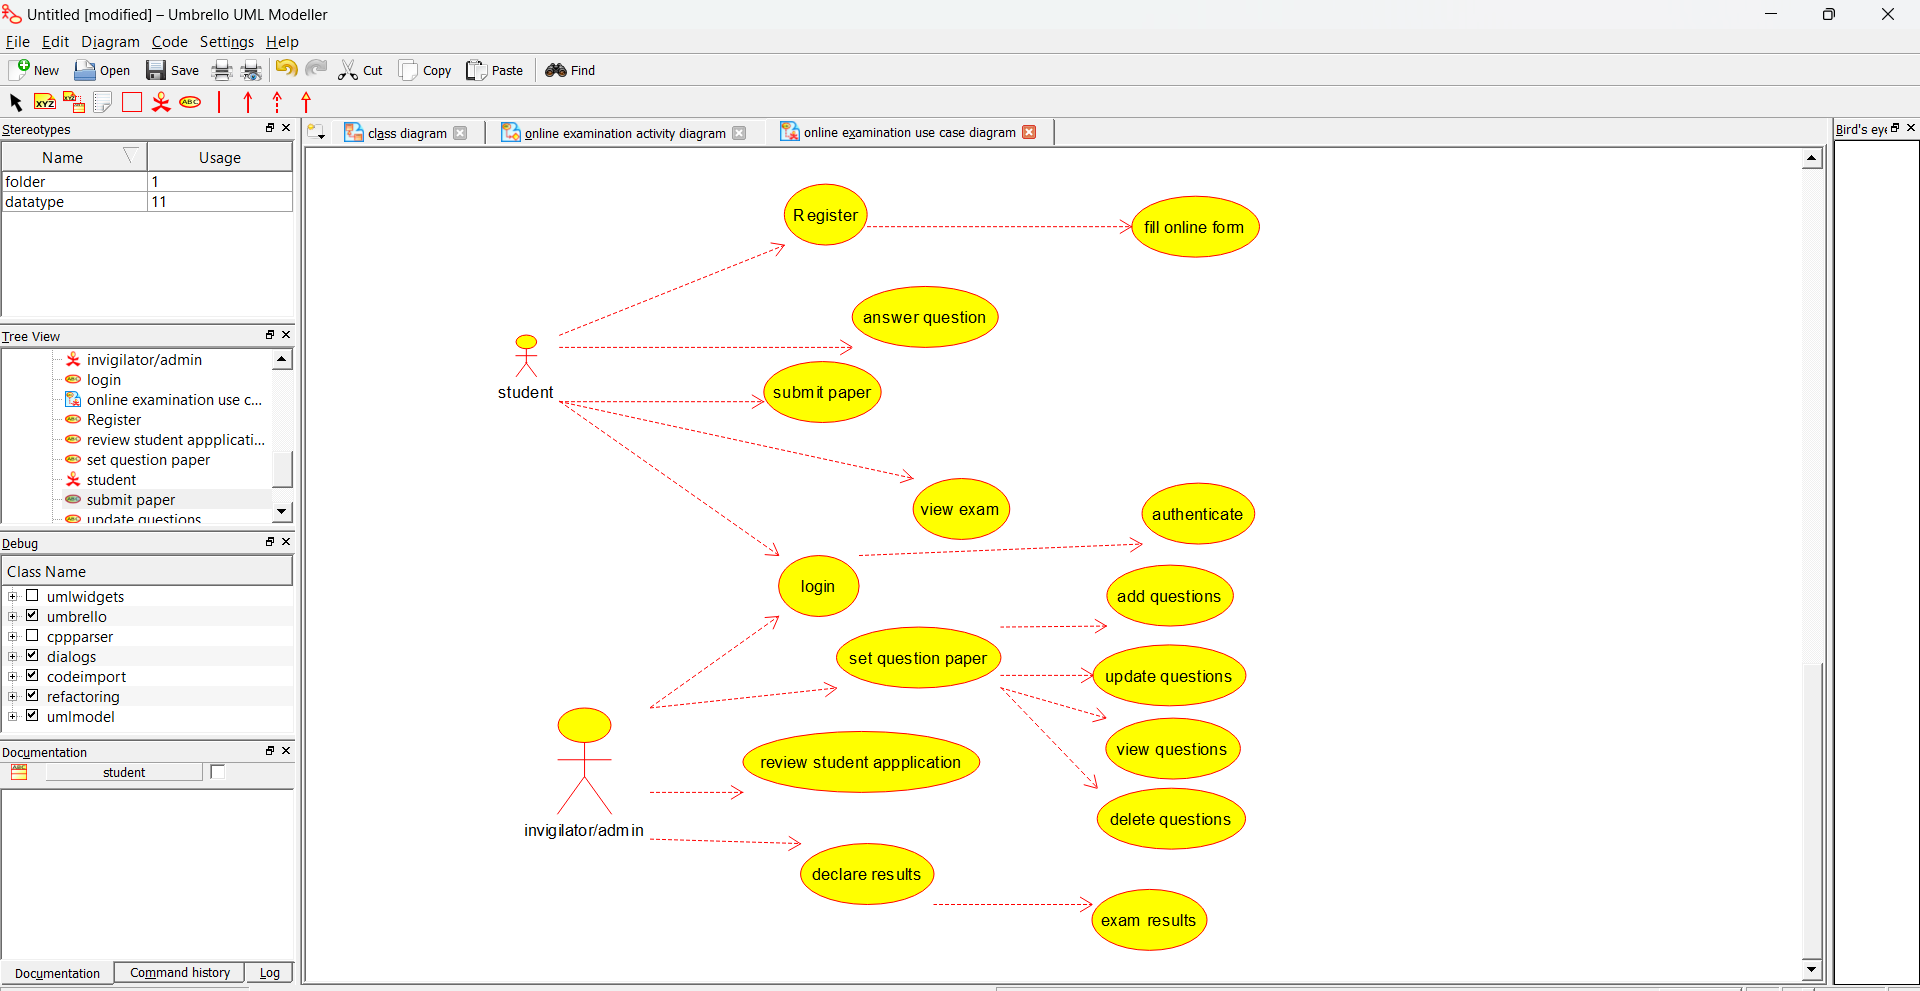 Untitled [modified] – Umbrello UML Modeller
File Edit Diagram Code Settings Help
New Open Save Cut Copy Paste Find
XYZ XYZ ABC
Stereotypes
Name Usage
folder 1
datatype 11
Tree View
invigilator/admin
login
online examination use c...
Register
review student appplicati...
set question paper
student
submit paper
update questions
Debug
Class Name
umlwidgets
umbrello
cppparser
dialogs
codeimport
refactoring
umlmodel
Documentation
student
Documentation Command history Log
class diagram online examination activity diagram online examination use case diagram
Register
fill online form
answer question
student
submit paper
view exam
authenticate
login
add questions
set question paper
update questions
view questions
review student appplication
delete questions
invigilator/admin
declare results
exam results
Bird's eye